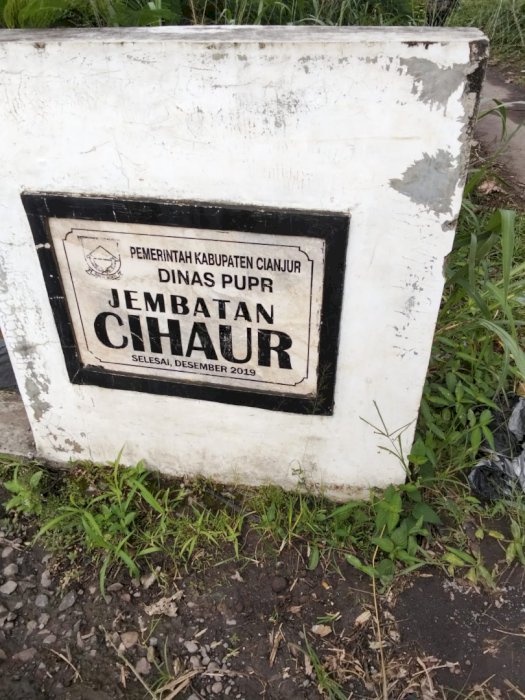 PEMERINTAH KABUPATEN CIANJUR
DINAS PUPR
JEMBATAN
CIHAUR
SELESAI, DESEMBER 2019